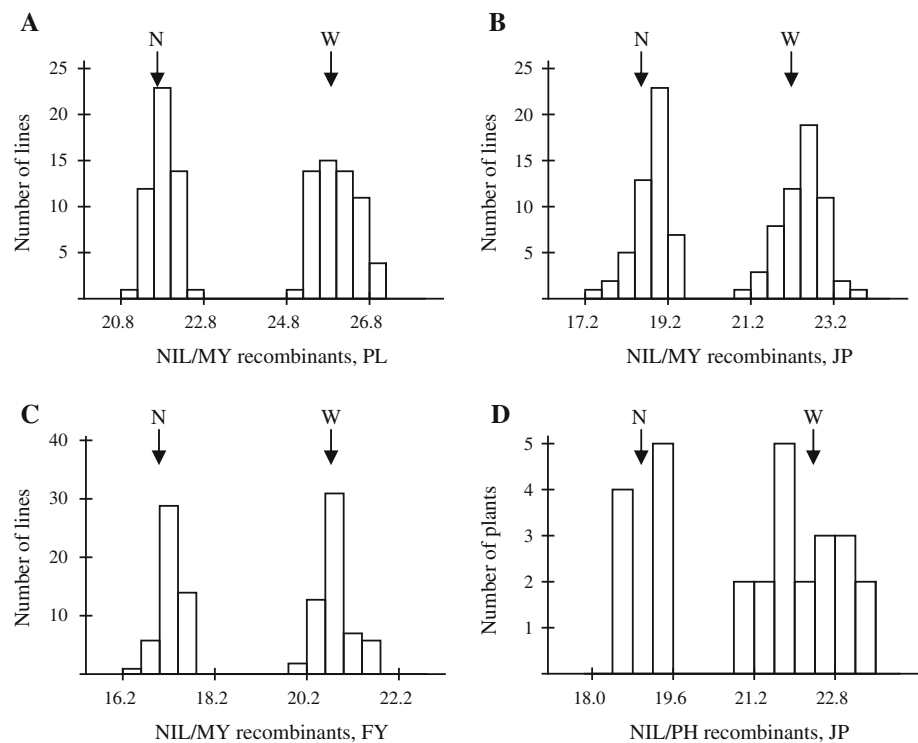 A
N
W
Number of lines
25
20
15
10
5
20.8 22.8 24.8 26.8
NIL/MY recombinants, PL
B
N
W
Number of lines
25
20
15
10
5
17.2 19.2 21.2 23.2
NIL/MY recombinants, JP
C
N
W
Number of lines
40
30
20
10
16.2 18.2 20.2 22.2
NIL/MY recombinants, FY
D
N
W
Number of plants
5
4
3
2
1
18.0 19.6 21.2 22.8
NIL/PH recombinants, JP